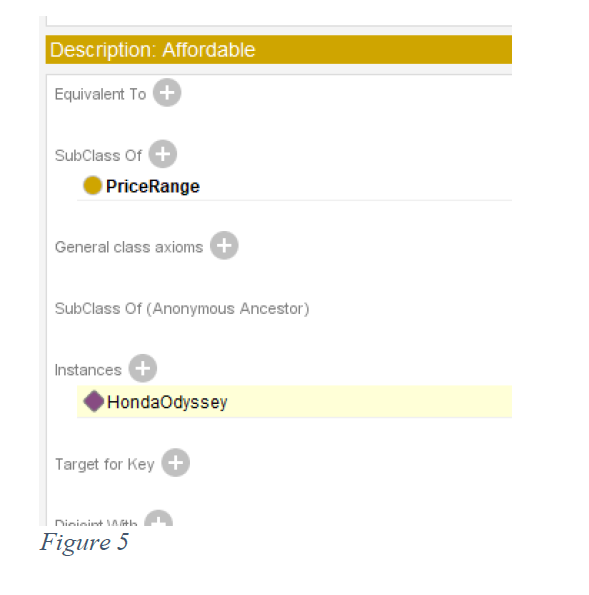 Description: Affordable
Equivalent To
SubClass Of
PriceRange
General class axioms
SubClass Of (Anonymous Ancestor)
Instances
HondaOdyssey
Target for Key
Disjoint With
Figure 5